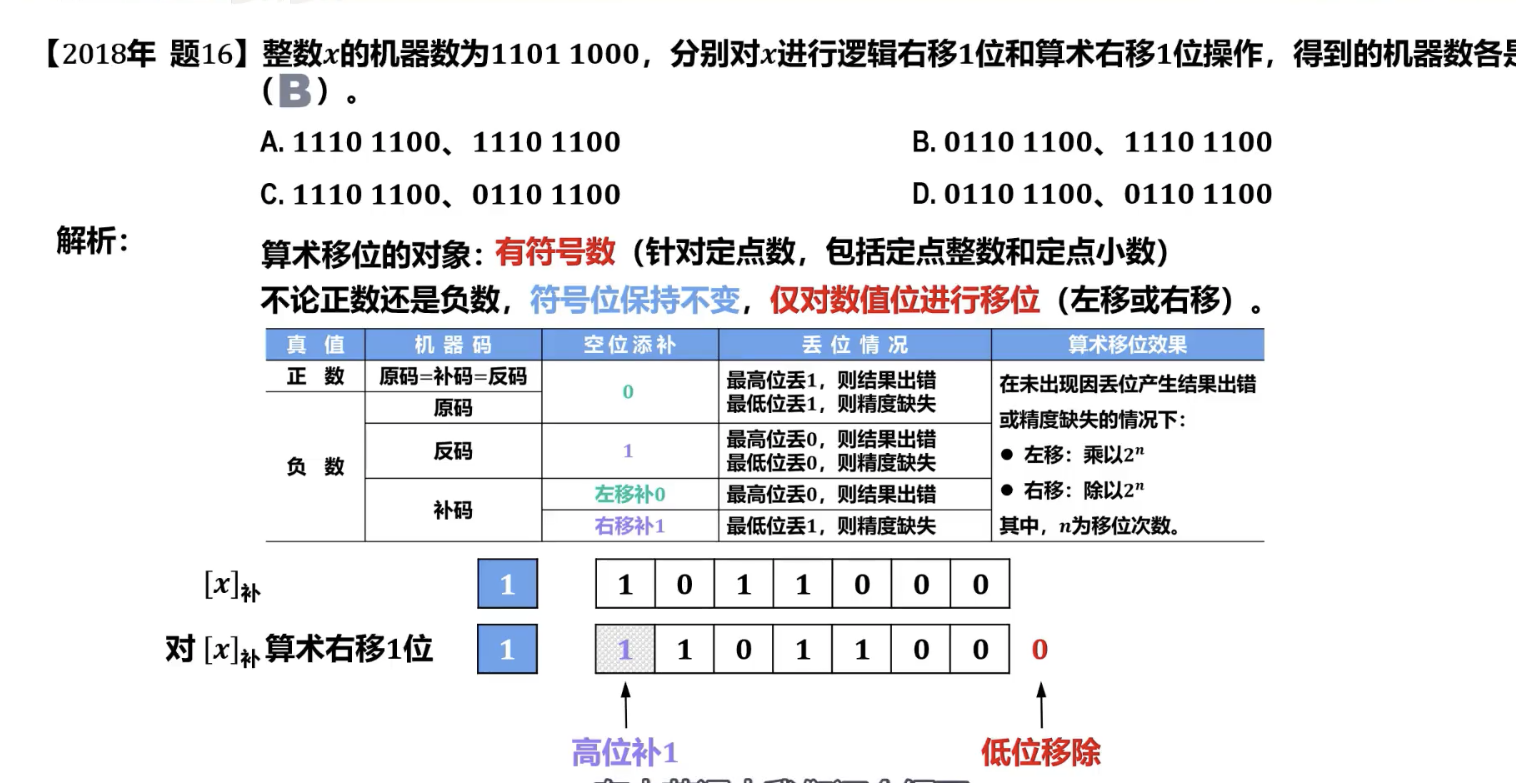 【2018年 题16】整数x的机器数为1101 1000，分别对x进行逻辑右移1位和算术右移1位操作，得到的机器数各是
（B）。
A. 1110 1100、1110 1100
B. 0110 1100、1110 1100
C. 1110 1100、0110 1100
D. 0110 1100、0110 1100
解析：
算术移位的对象：有符号数（针对定点数，包括定点整数和定点小数）
不论正数还是负数，符号位保持不变，仅对数值位进行移位（左移或右移）。
真 值 机 器 码 空位添补 丢 位 情 况 算术移位效果
正 数 原码=补码=反码 0 最高位丢1，则结果出错
最低位丢1，则精度缺失
负 数 原码
反码 1 最高位丢0，则结果出错
最低位丢0，则精度缺失
补码 左移补0 最高位丢0，则结果出错
右移补1 最低位丢1，则精度缺失
在未出现因丢位产生结果出错
或精度缺失的情况下：
● 左移：乘以2ⁿ
● 右移：除以2ⁿ
其中，n为移位次数。
[x]补 1 1 0 1 1 0 0 0
对 [x]补 算术右移1位 1 1 1 0 1 1 0 0 0
高位补1 低位移除